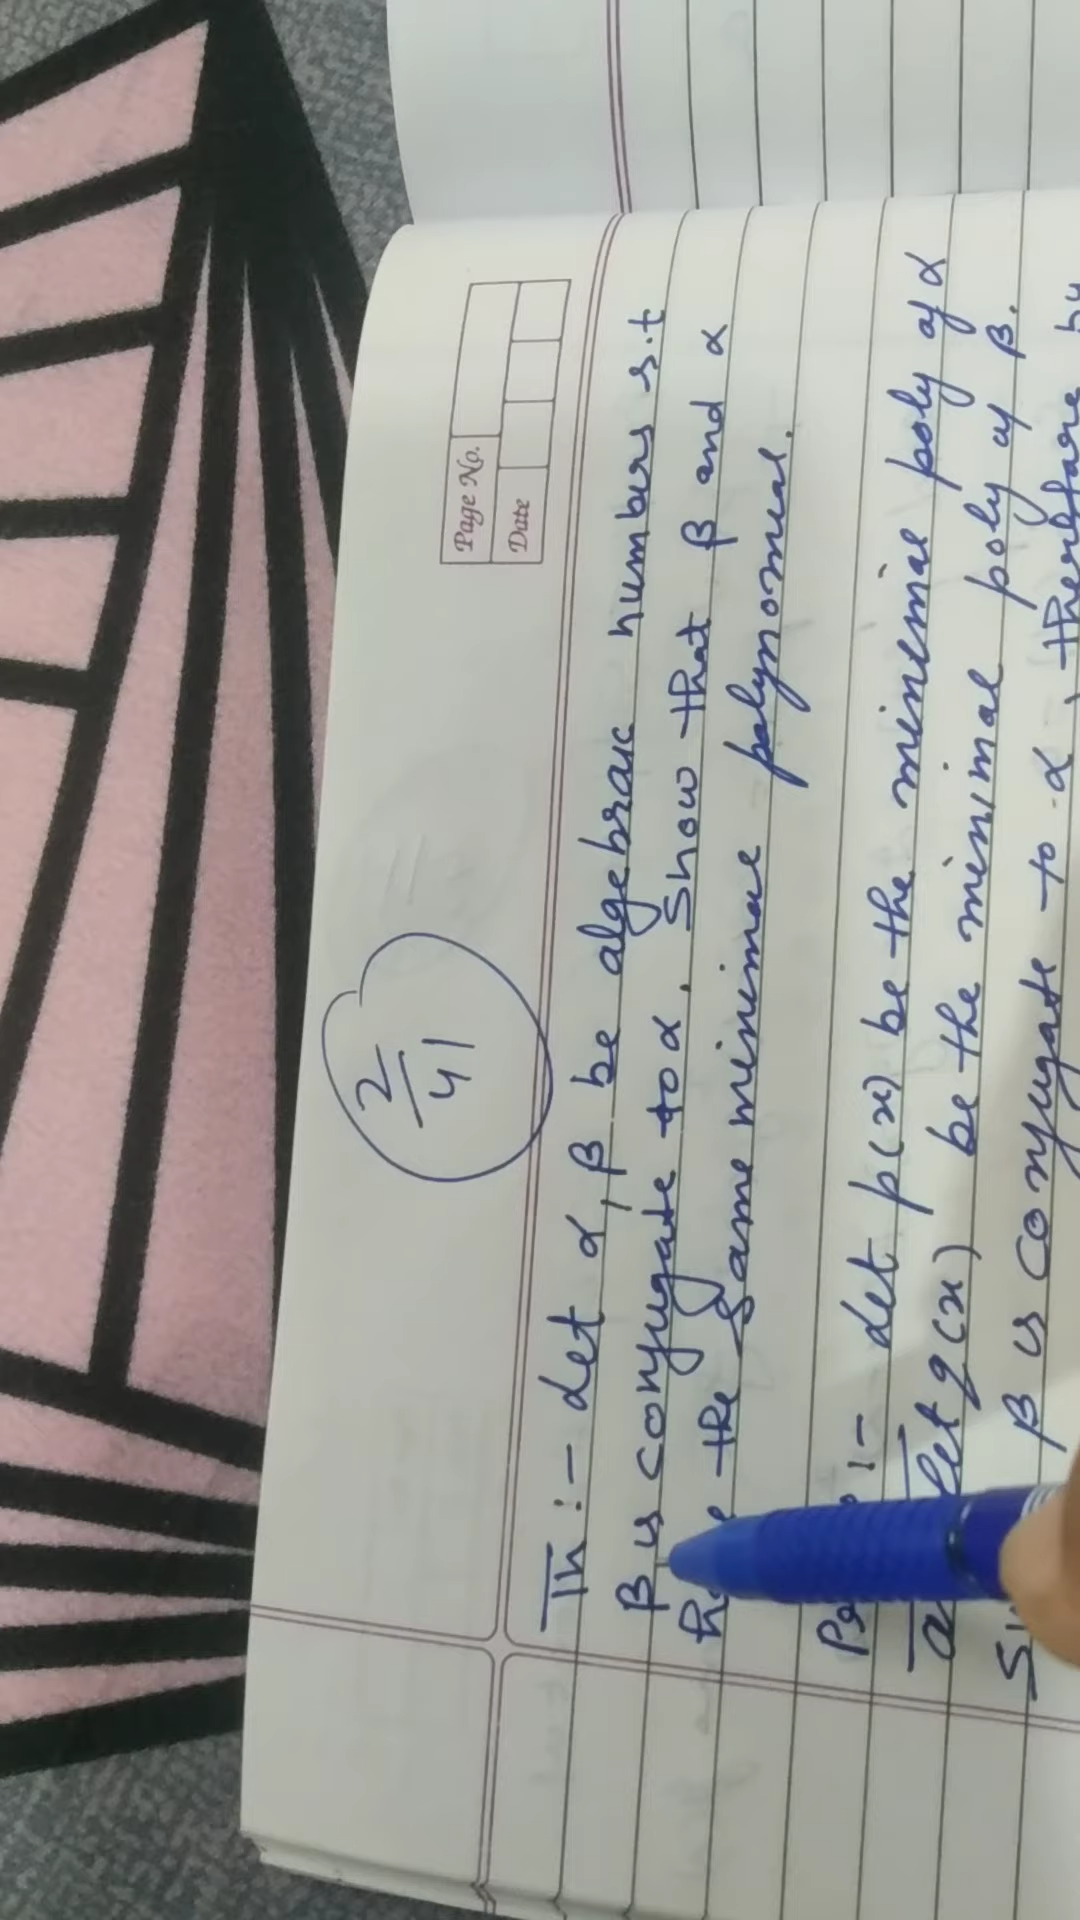 Page No.
Date
2/41
Th :- Let α, β be algebraic numbers s.t
β is conjugate to α. Show that β and α
the same minimal polynomial.
:- Let p(x) be the minimal poly of α
let q(x) be the minimal poly of β.
β is conjugate to α, therefore by